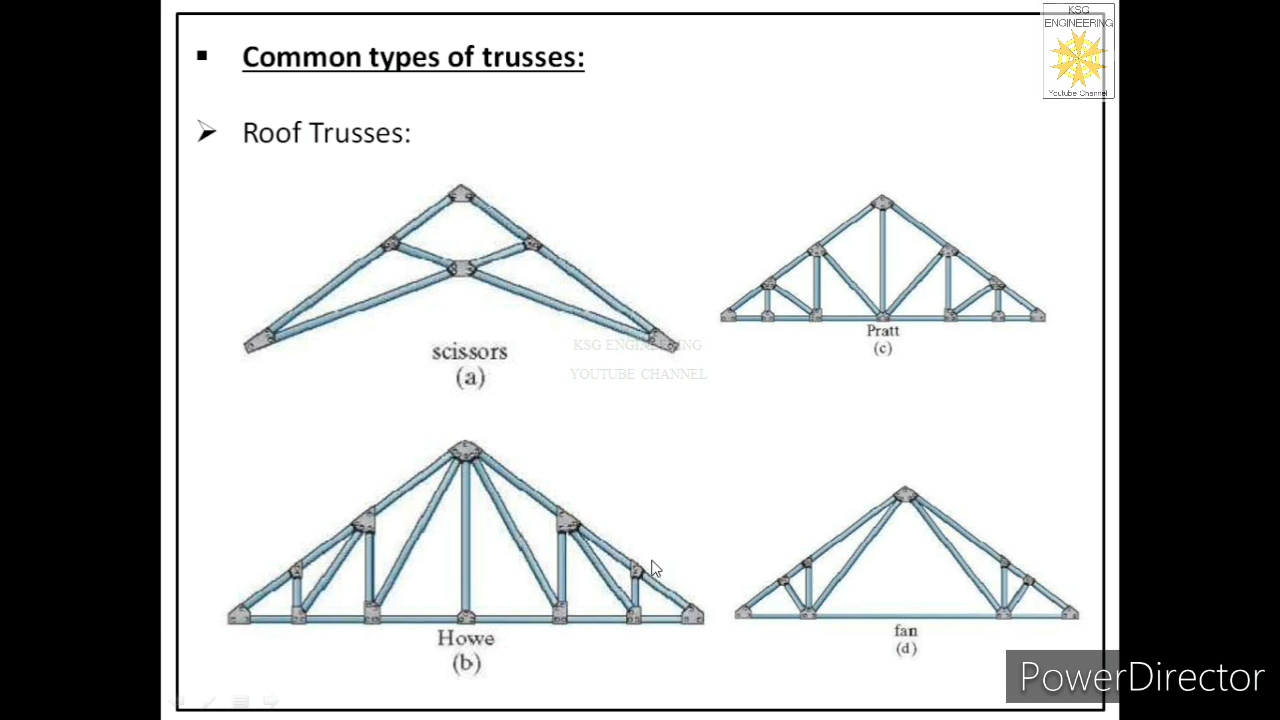 KSG
ENGINEERING
Youtube Channel
Common types of trusses:
Roof Trusses:
scissors
(a)
Pratt
(c)
KSG ENGINEERING
YOUTUBE CHANNEL
Howe
(b)
fan
(d)
PowerDirector